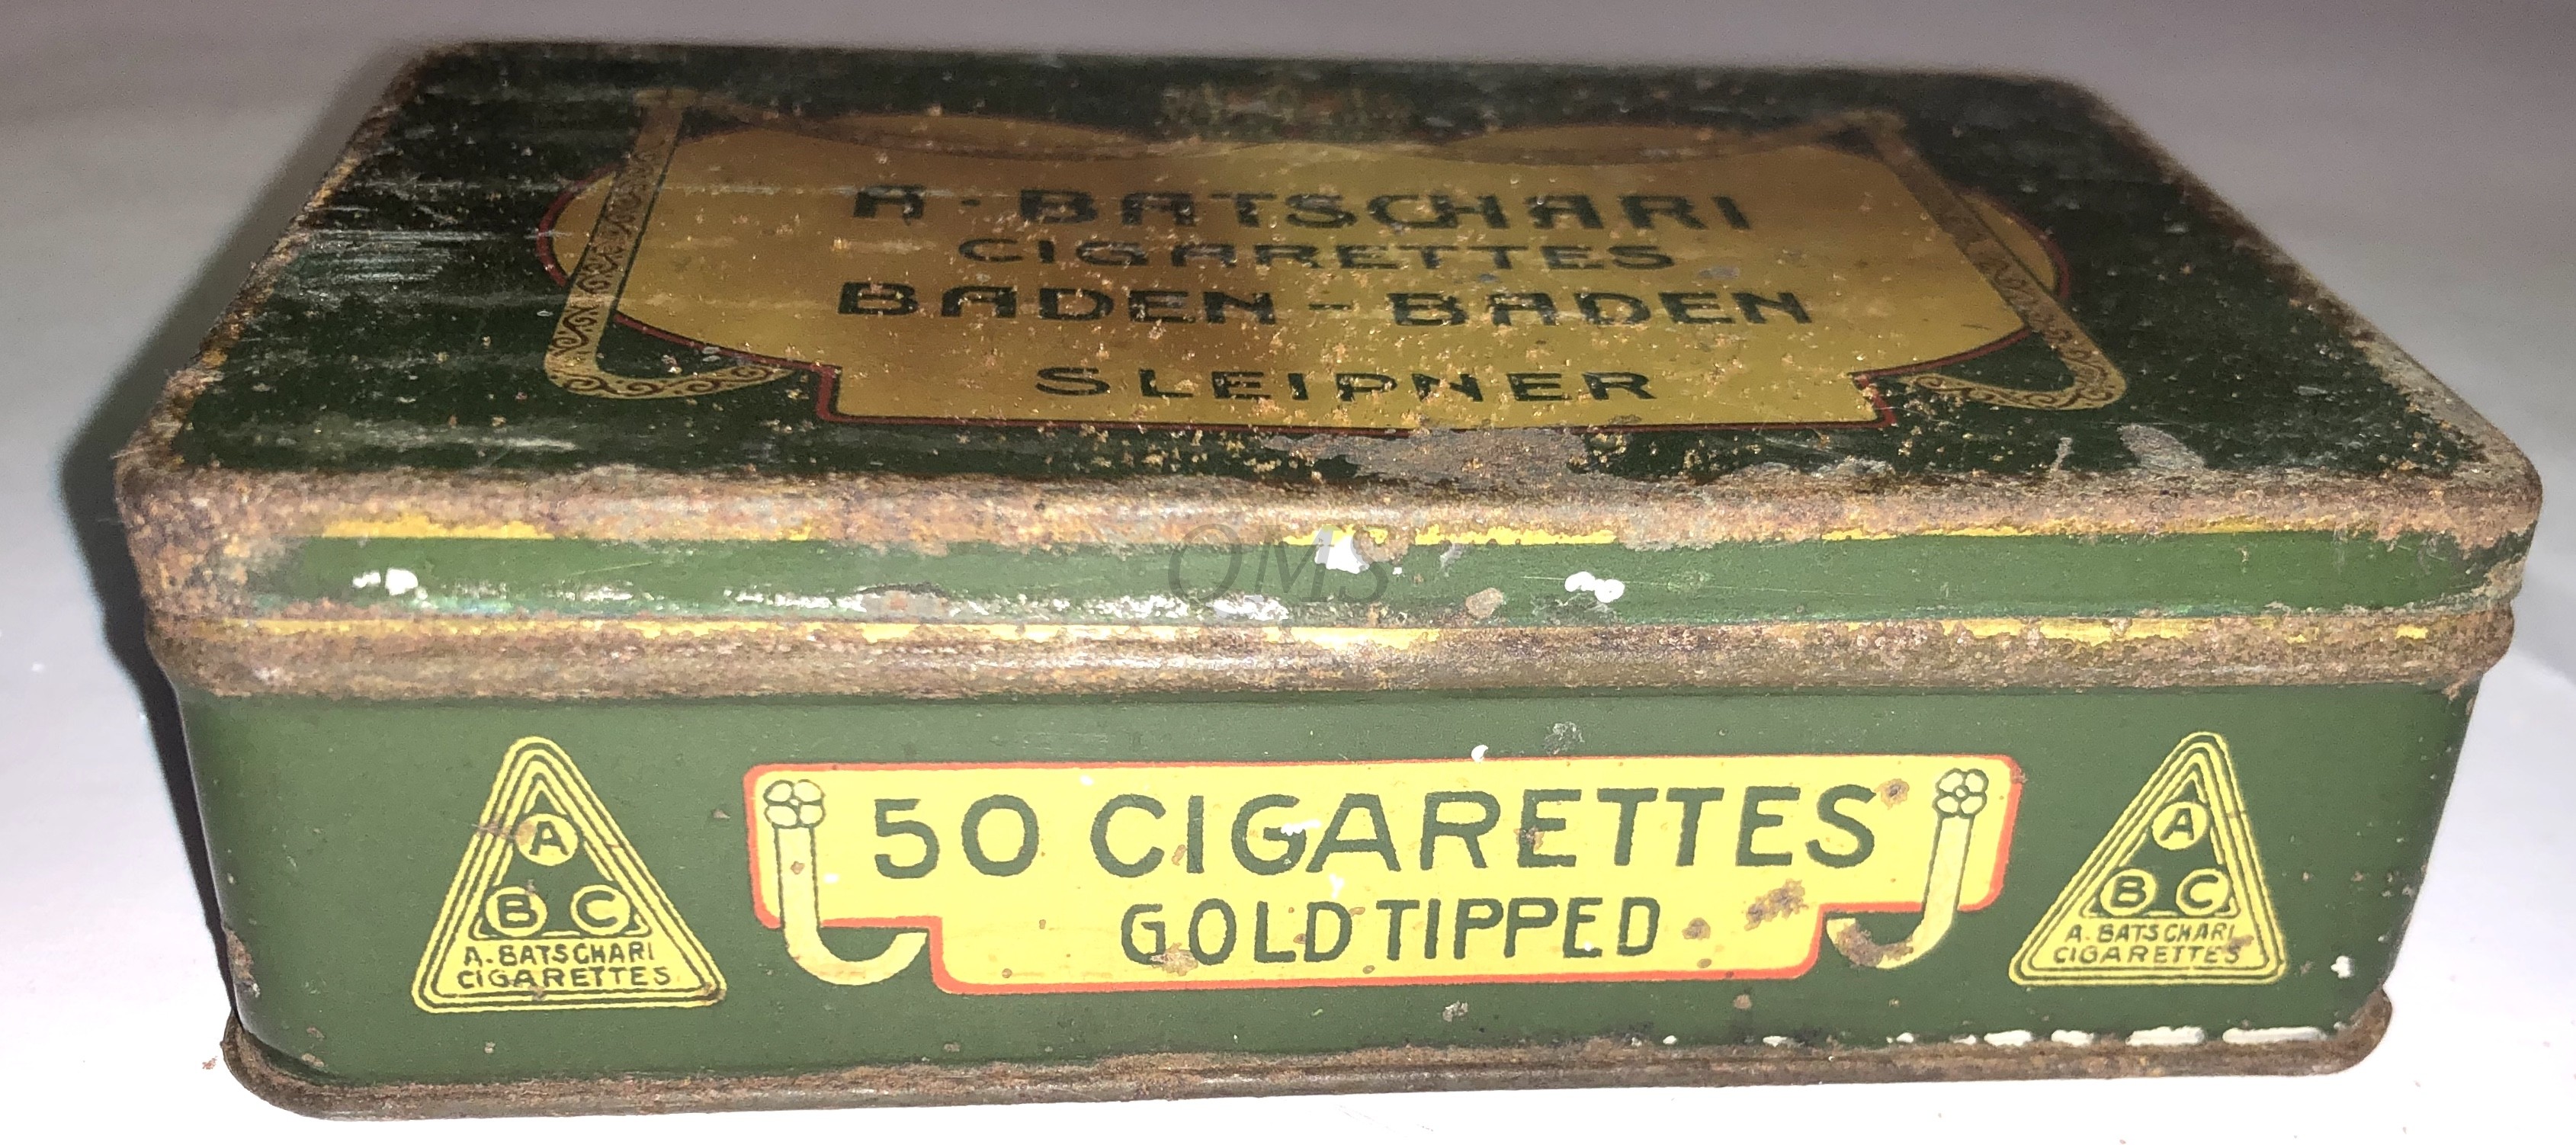 A·BATSCHARI
CIGARETTES
BADEN-BADEN
SLEIPNER
OMS
50 CIGARETTES
GOLD TIPPED
A
B C
A. BATSCHARI
CIGARETTES
A
B C
A. BATSCHARI
CIGARETTES